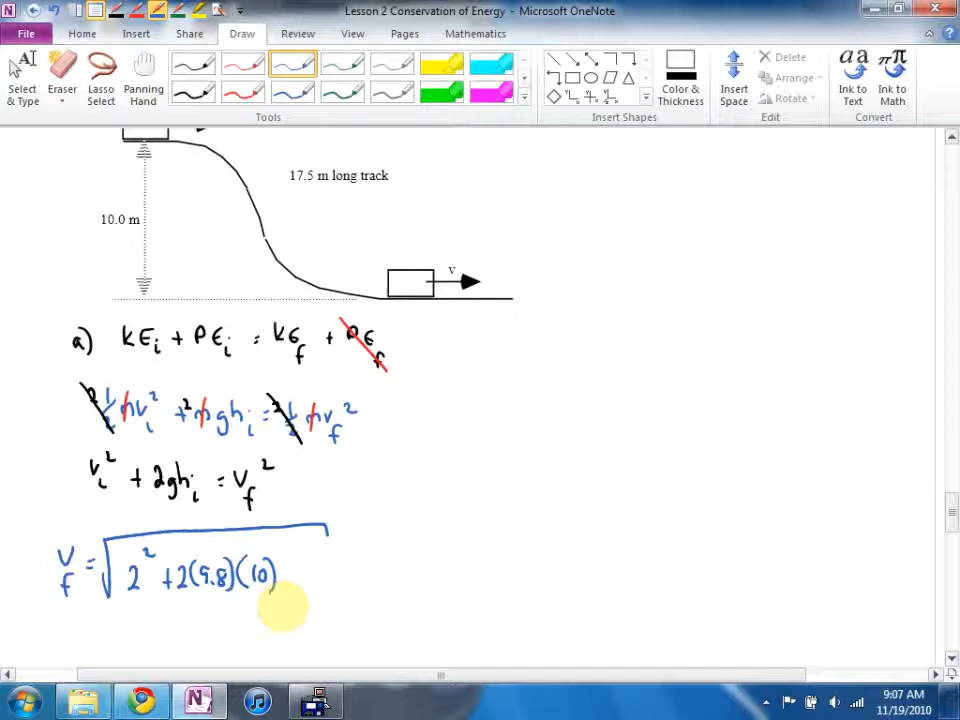 Lesson 2 Conservation of Energy - Microsoft OneNote
File Home Insert Share Draw Review View Pages Mathematics
Select & Type
Eraser
Lasso Select
Panning Hand
Tools
Insert Shapes
Color & Thickness
Insert Space
Delete
Arrange
Rotate
Edit
Ink to Text
Ink to Math
Convert
17.5 m long track
10.0 m
v
a) KEi + PEi = KEf + PEf
2 1/2 mvi² + 2 mghi = 2 1/2 mvf²
vi² + 2ghi = vf²
vf = √2² + 2(9.8)(10)
9:07 AM
11/19/2010